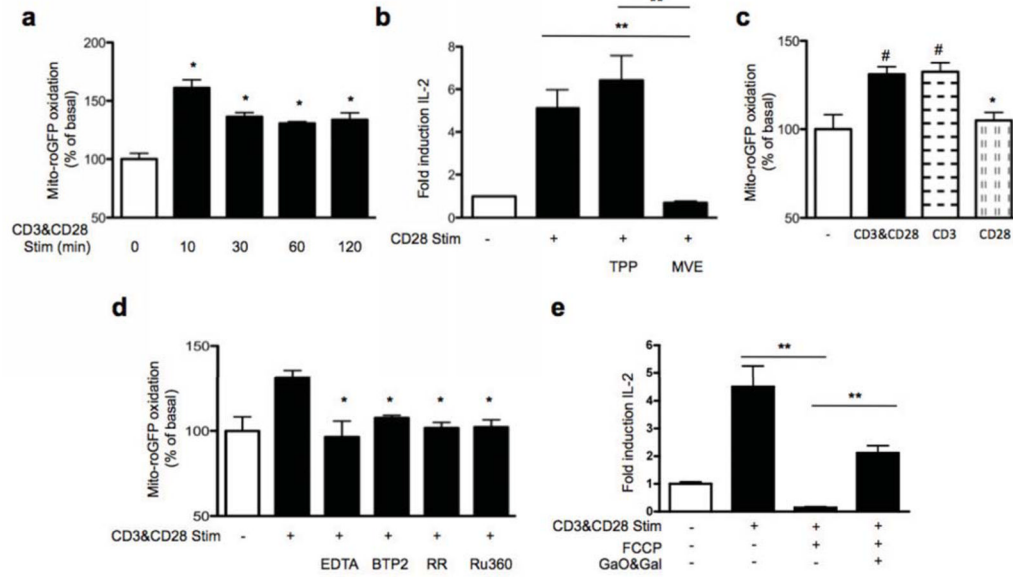 a
Mito-roGFP oxidation
(% of basal)
200
150
100
50
*
*
*
*
CD3&CD28
Stim (min)
0 10 30 60 120
b
Fold induction IL-2
8
6
4
2
0
**
CD28 Stim - + + +
TPP MVE
c
Mito-roGFP oxidation
(% of basal)
150
100
50
#
#
*
- CD3&CD28 CD3 CD28
d
Mito-roGFP oxidation
(% of basal)
150
100
50
* * * *
CD3&CD28 Stim - + + + + +
EDTA BTP2 RR Ru360
e
Fold induction IL-2
6
5
4
3
2
1
0
**
**
CD3&CD28 Stim - + + +
FCCP - - + +
GaO&Gal - - - +